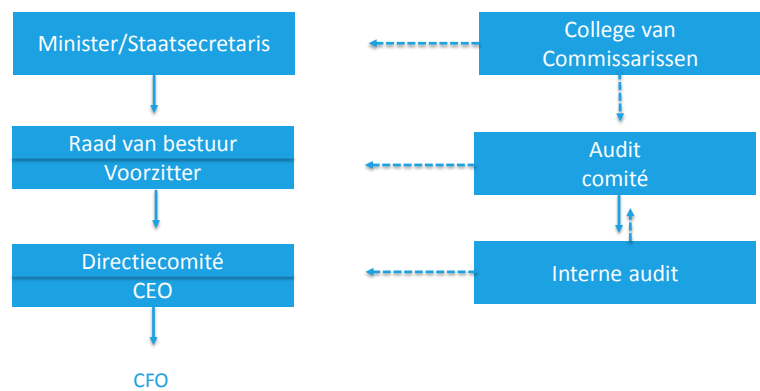 Minister/Staatsecretaris
College van
Commissarissen
Raad van bestuur
Voorzitter
Audit
comité
Directiecomité
CEO
Interne audit
CFO